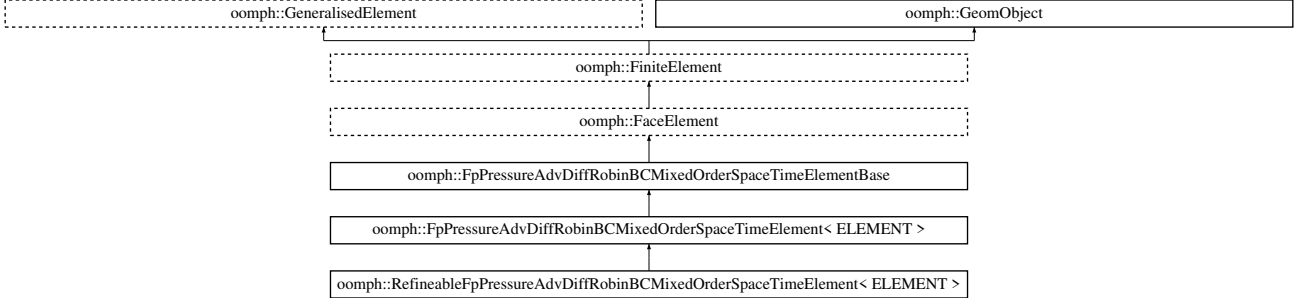 oomph::GeneralisedElement
oomph::GeomObject
oomph::FiniteElement
oomph::FaceElement
oomph::FpPressureAdvDiffRobinBCMixedOrderSpaceTimeElementBase
oomph::FpPressureAdvDiffRobinBCMixedOrderSpaceTimeElement< ELEMENT >
oomph::RefineableFpPressureAdvDiffRobinBCMixedOrderSpaceTimeElement< ELEMENT >